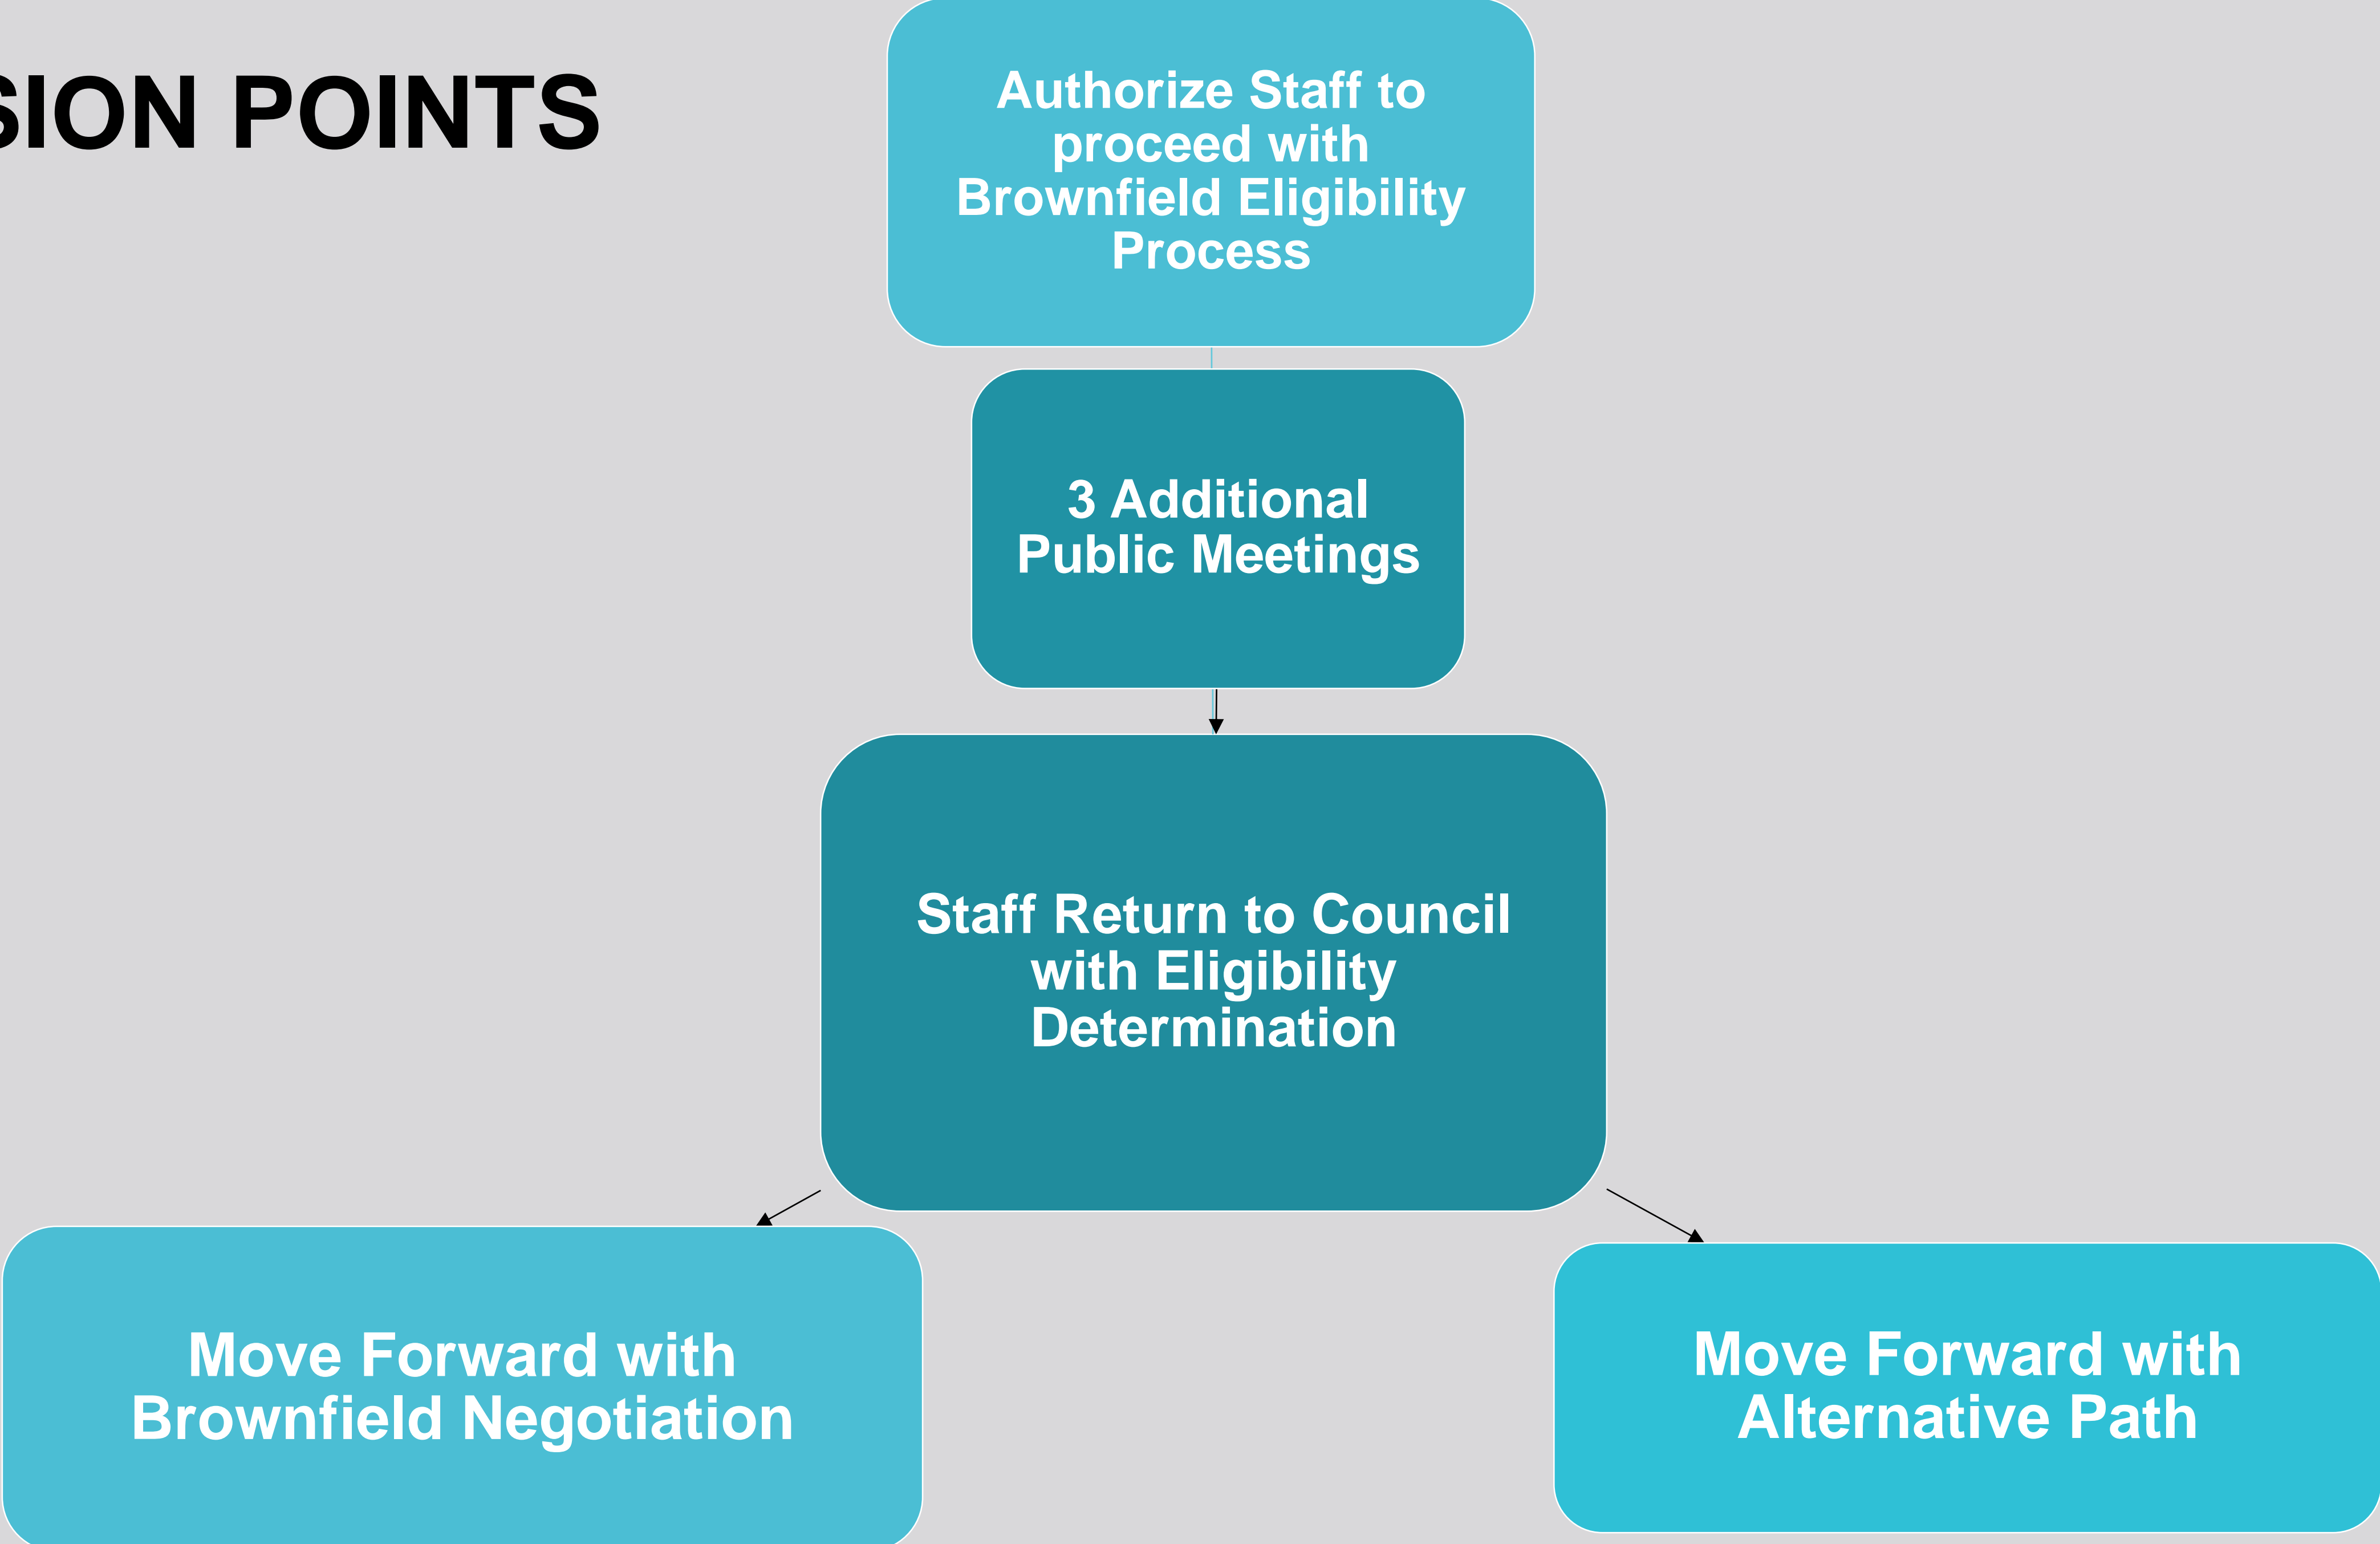 SION POINTS
Authorize Staff to
proceed with
Brownfield Eligibility
Process
3 Additional
Public Meetings
Staff Return to Council
with Eligibility
Determination
Move Forward with
Brownfield Negotiation
Move Forward with
Alternative Path